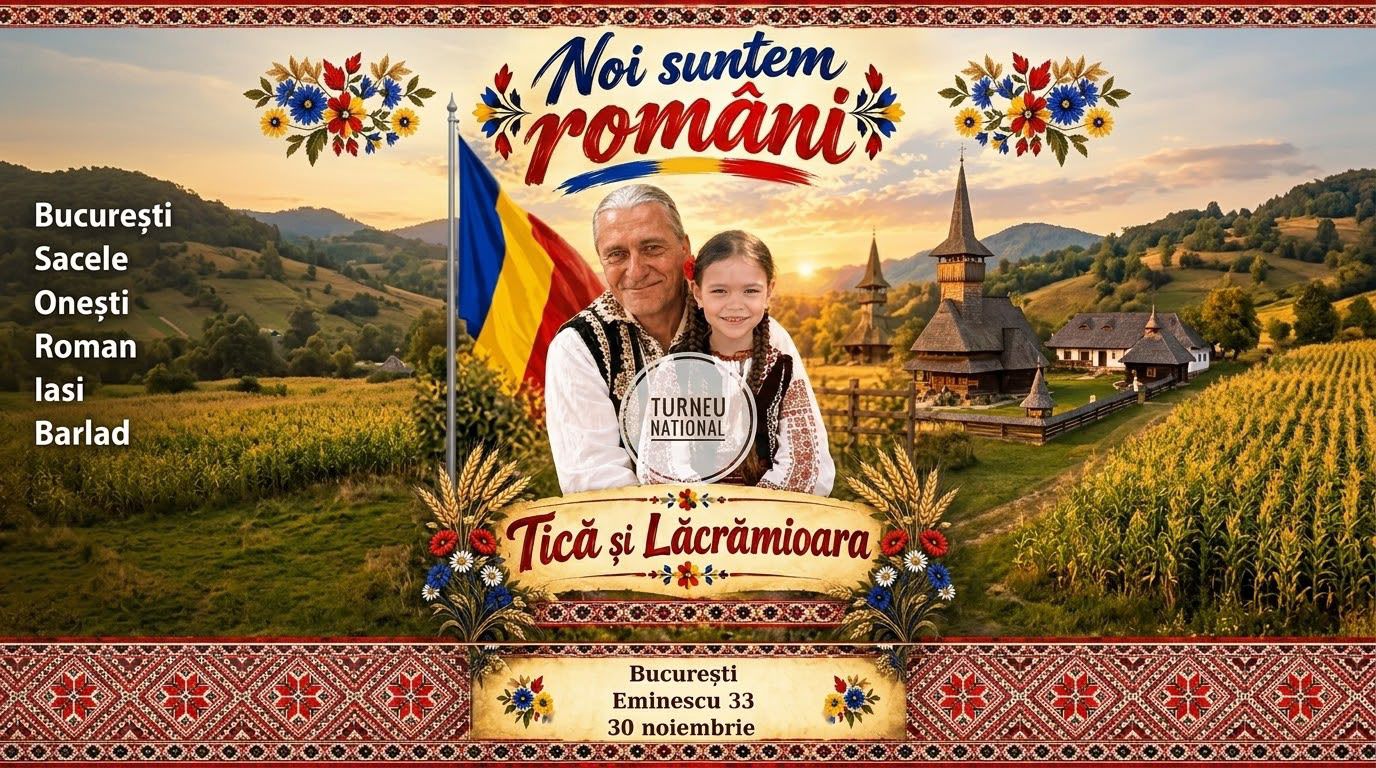 Noi suntem
români
București
Sacele
Onești
Roman
Iasi
Barlad
TURNEU
NATIONAL
Tică și Lăcrămioara
București
Eminescu 33
30 noiembrie